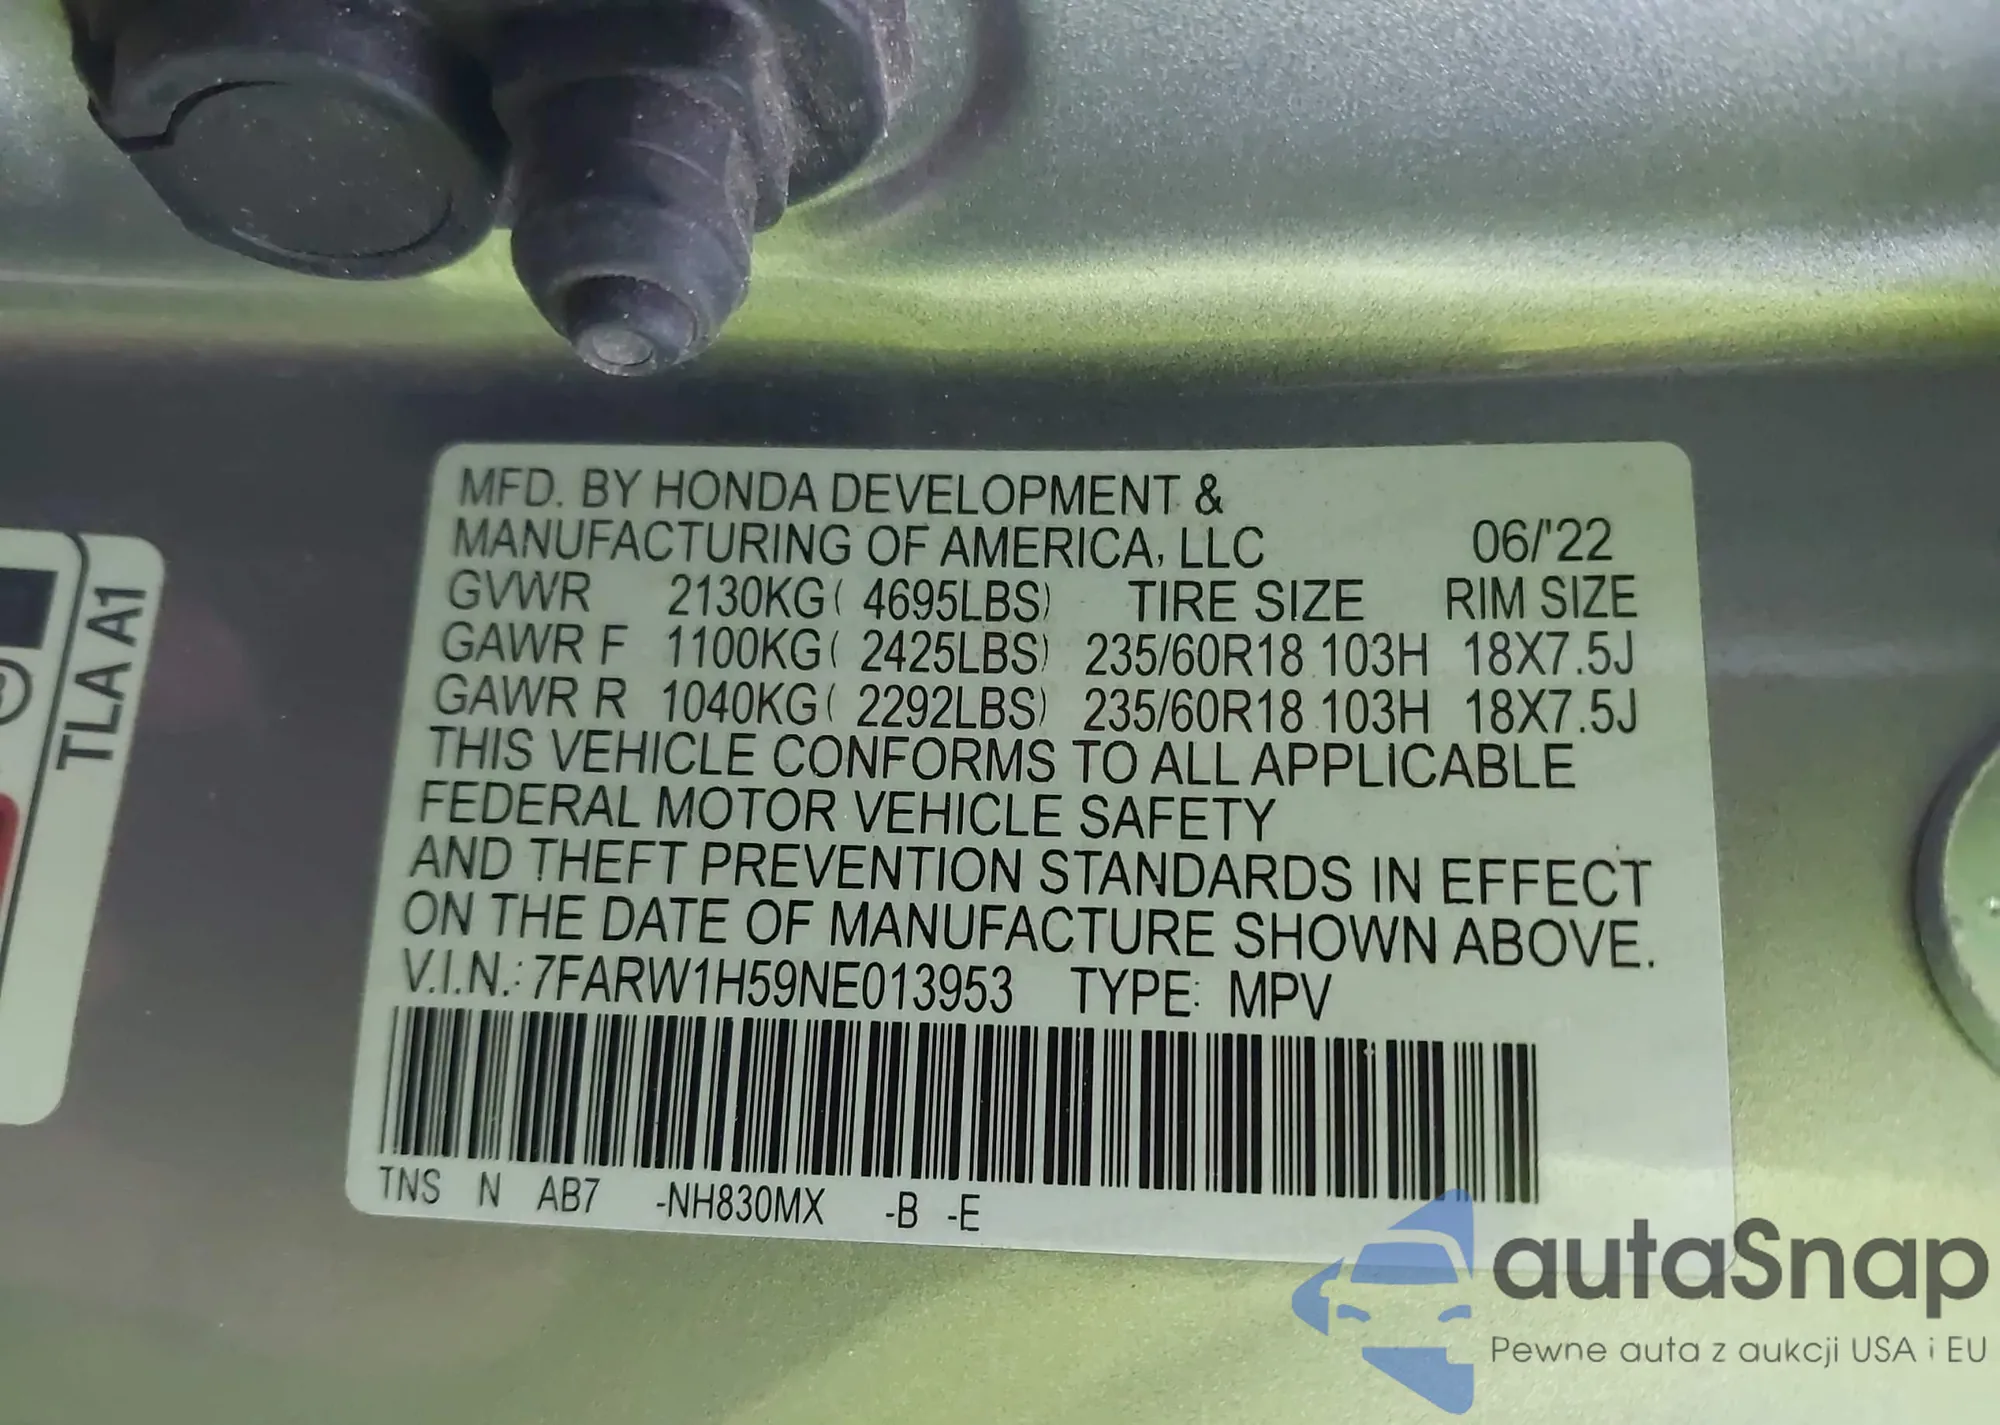 MFD. BY HONDA DEVELOPMENT &
MANUFACTURING OF AMERICA, LLC 06/'22
GVWR 2130KG( 4695LBS) TIRE SIZE RIM SIZE
GAWR F 1100KG( 2425LBS) 235/60R18 103H 18X7.5J
GAWR R 1040KG( 2292LBS) 235/60R18 103H 18X7.5J
THIS VEHICLE CONFORMS TO ALL APPLICABLE
FEDERAL MOTOR VEHICLE SAFETY
AND THEFT PREVENTION STANDARDS IN EFFECT
ON THE DATE OF MANUFACTURE SHOWN ABOVE.
V.I.N.: 7FARW1H59NE013953 TYPE: MPV
TNS N AB7 -NH830MX -B -E
TLA A1
autaSnap
Pewne auta z aukcji USA i EU